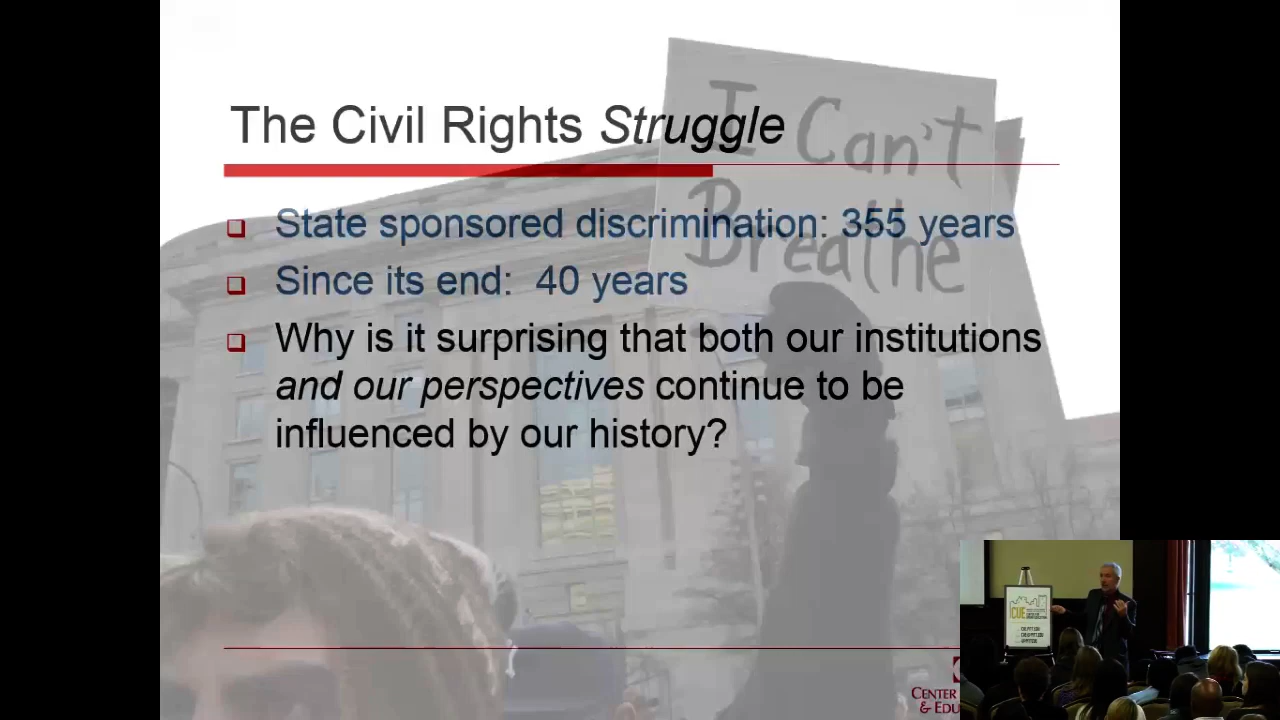 The Civil Rights Struggle
I Can't
Breathe
State sponsored discrimination: 355 years
Since its end: 40 years
Why is it surprising that both our institutions
and our perspectives continue to be
influenced by our history?
CUE
CENTER
& EDU